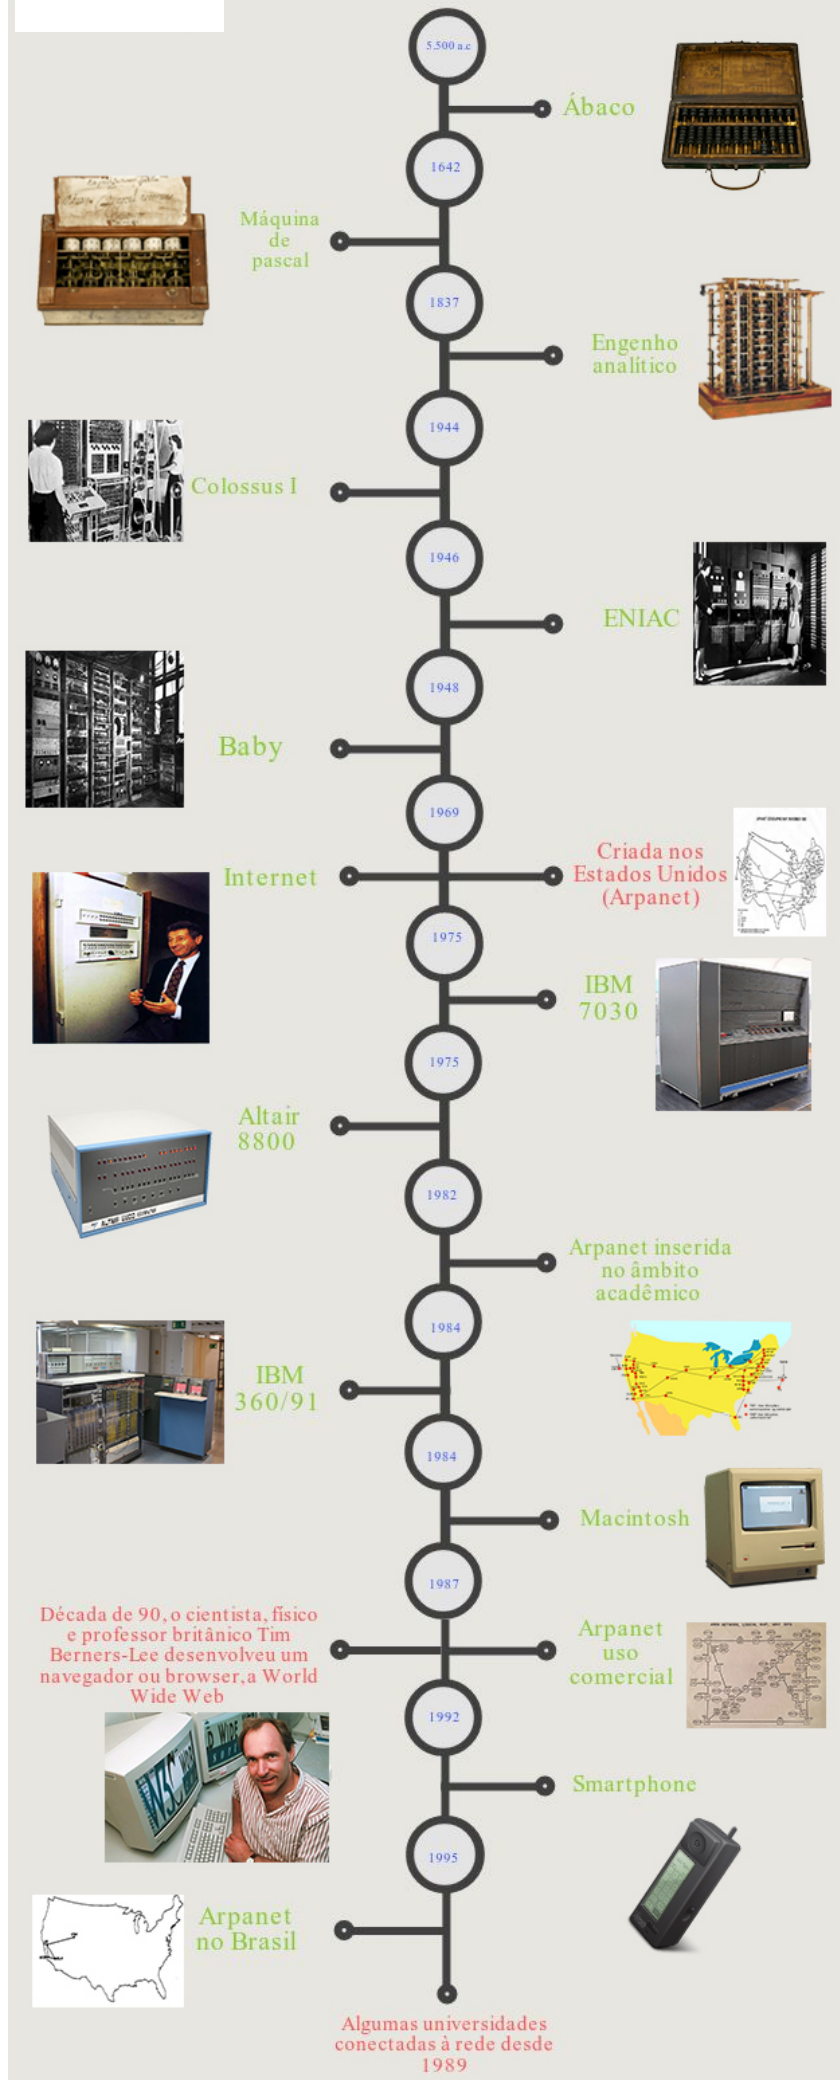 5.500 a.c
Ábaco
1642
Máquina
de
pascal
1837
Engenho
analítico
1944
Colossus I
1946
ENIAC
1948
Baby
1969
Internet
Criada nos
Estados Unidos
(Arpanet)
1975
IBM
7030
1975
Altair
8800
1982
Arpanet inserida
no âmbito
acadêmico
1984
IBM
360/91
1984
Macintosh
1987
Década de 90, o cientista, físico
e professor britânico Tim
Berners-Lee desenvolveu um
navegador ou browser, a World
Wide Web
Arpanet
uso
comercial
1992
Smartphone
1995
Arpanet
no Brasil
Algumas universidades
conectadas à rede desde
1989